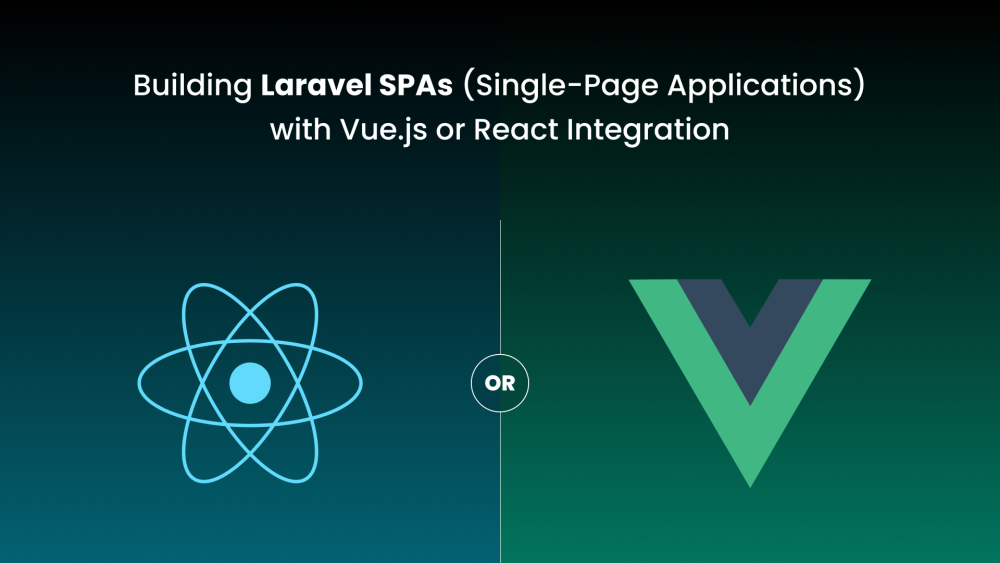 Building Laravel SPAs (Single-Page Applications)
with Vue.js or React Integration
OR